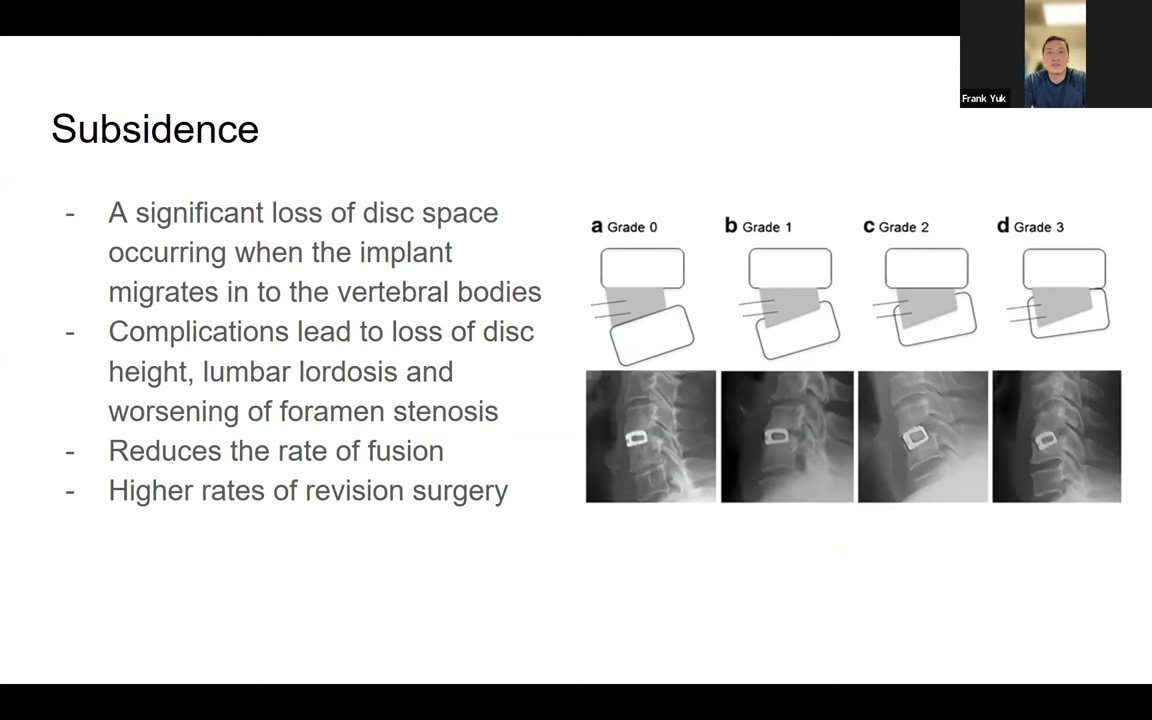 Frank Yuk
Subsidence
- A significant loss of disc space
occurring when the implant
migrates in to the vertebral bodies
- Complications lead to loss of disc
height, lumbar lordosis and
worsening of foramen stenosis
- Reduces the rate of fusion
- Higher rates of revision surgery
a Grade 0 b Grade 1 c Grade 2 d Grade 3